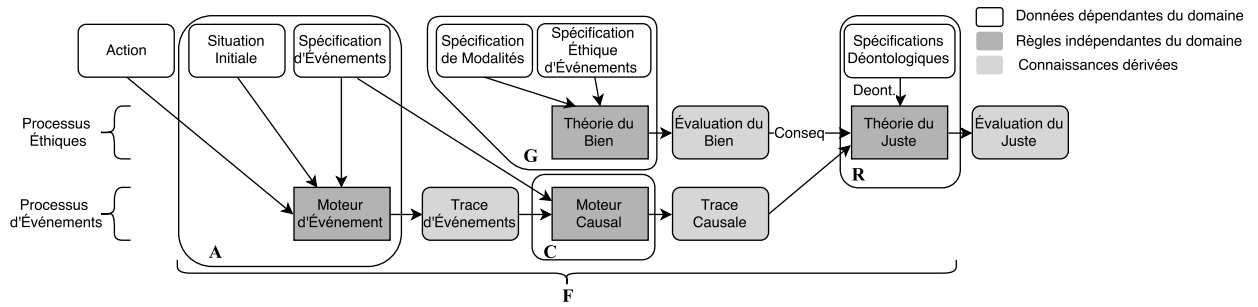 Action
Situation
Initiale
Spécification
d'Événements
Spécification
de Modalités
Spécification
Éthique
d'Événements
Spécifications
Déontologiques
Données dépendantes du domaine
Règles indépendantes du domaine
Connaissances dérivées
Deont.
Processus
Éthiques
Théorie du
Bien
Évaluation du
Bien
Conseq
Théorie du
Juste
Évaluation du
Juste
G
R
Processus
d'Événements
Moteur
d'Événement
Trace
d'Événements
Moteur
Causal
Trace
Causale
A
C
F